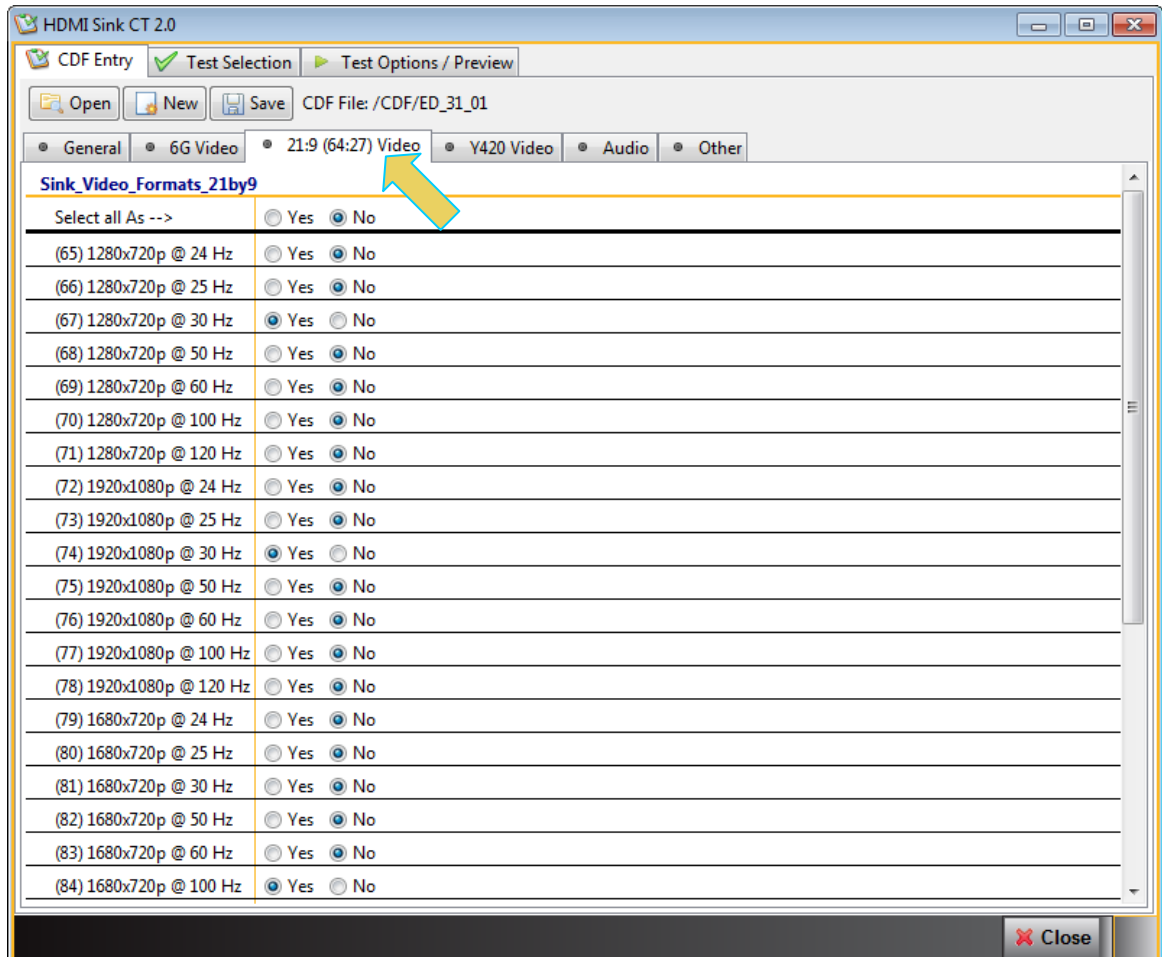 HDMI Sink CT 2.0
CDF Entry Test Selection Test Options / Preview
Open New Save CDF File: /CDF/ED_31_01
General 6G Video 21:9 (64:27) Video Y420 Video Audio Other
Sink_Video_Formats_21by9
Select all As --> Yes No
(65) 1280x720p @ 24 Hz Yes No
(66) 1280x720p @ 25 Hz Yes No
(67) 1280x720p @ 30 Hz Yes No
(68) 1280x720p @ 50 Hz Yes No
(69) 1280x720p @ 60 Hz Yes No
(70) 1280x720p @ 100 Hz Yes No
(71) 1280x720p @ 120 Hz Yes No
(72) 1920x1080p @ 24 Hz Yes No
(73) 1920x1080p @ 25 Hz Yes No
(74) 1920x1080p @ 30 Hz Yes No
(75) 1920x1080p @ 50 Hz Yes No
(76) 1920x1080p @ 60 Hz Yes No
(77) 1920x1080p @ 100 Hz Yes No
(78) 1920x1080p @ 120 Hz Yes No
(79) 1680x720p @ 24 Hz Yes No
(80) 1680x720p @ 25 Hz Yes No
(81) 1680x720p @ 30 Hz Yes No
(82) 1680x720p @ 50 Hz Yes No
(83) 1680x720p @ 60 Hz Yes No
(84) 1680x720p @ 100 Hz Yes No
Close